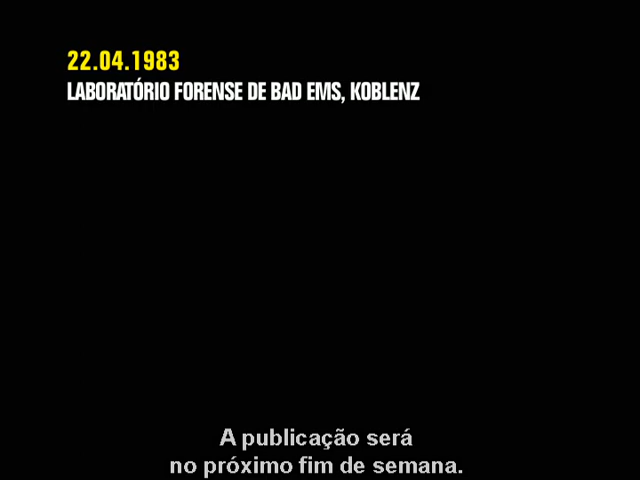 22.04.1983
LABORATÓRIO FORENSE DE BAD EMS, KOBLENZ
A publicação será
no próximo fim de semana.